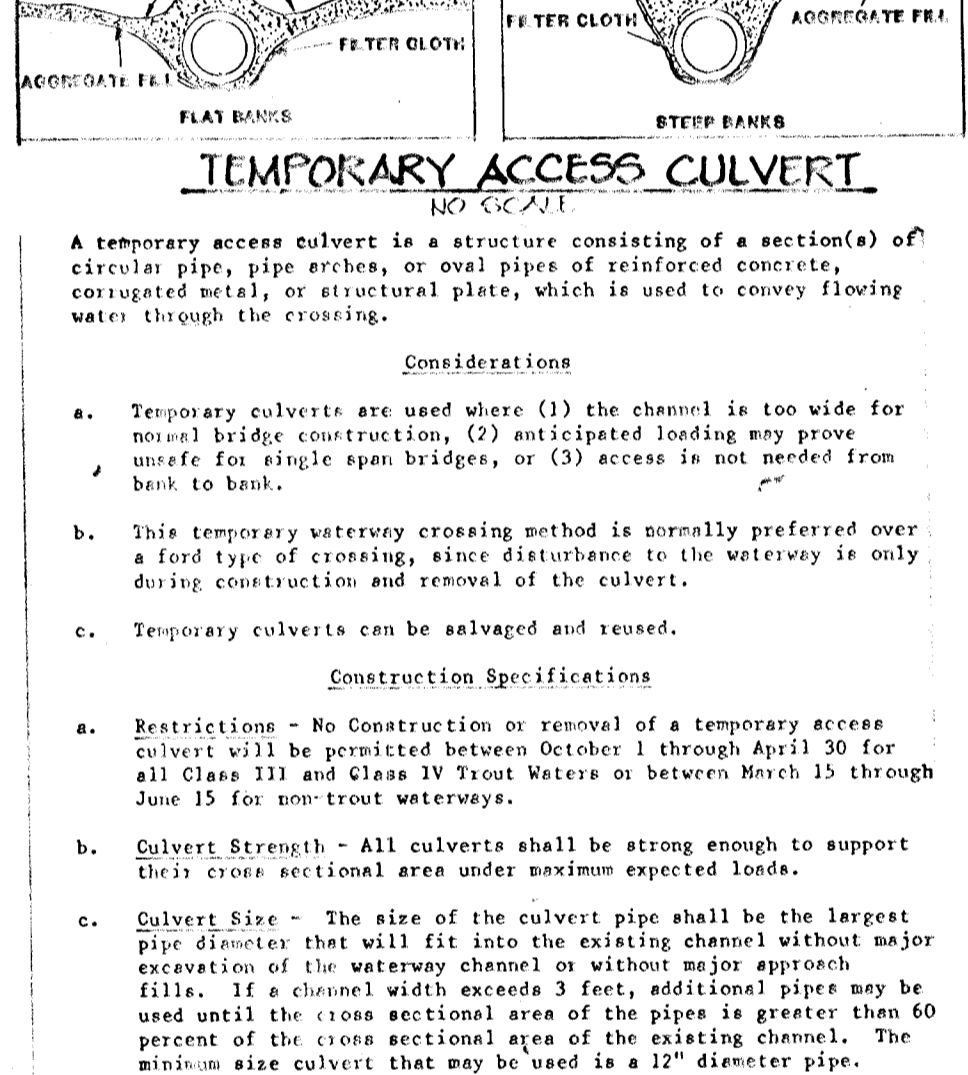 FILTER CLOTH
AGGREGATE FILL
FLAT BANKS
FILTER CLOTH
AGGREGATE FILL
STEEP BANKS
TEMPORARY ACCESS CULVERT
NO SCALE
A temporary access culvert is a structure consisting of a section(s) of
circular pipe, pipe arches, or oval pipes of reinforced concrete,
corrugated metal, or structural plate, which is used to convey flowing
water through the crossing.
Considerations
a. Temporary culverts are used where (1) the channel is too wide for
normal bridge construction, (2) anticipated loading may prove
unsafe for single span bridges, or (3) access is not needed from
bank to bank.
b. This temporary waterway crossing method is normally preferred over
a ford type of crossing, since disturbance to the waterway is only
during construction and removal of the culvert.
c. Temporary culverts can be salvaged and reused.
Construction Specifications
a. Restrictions - No Construction or removal of a temporary access
culvert will be permitted between October 1 through April 30 for
all Class III and Class IV Trout Waters or between March 15 through
June 15 for non-trout waterways.
b. Culvert Strength - All culverts shall be strong enough to support
their cross sectional area under maximum expected loads.
c. Culvert Size - The size of the culvert pipe shall be the largest
pipe diameter that will fit into the existing channel without major
excavation of the waterway channel or without major approach
fills. If a channel width exceeds 3 feet, additional pipes may be
used until the cross sectional area of the pipes is greater than 60
percent of the cross sectional area of the existing channel. The
minimum size culvert that may be used is a 12" diameter pipe.